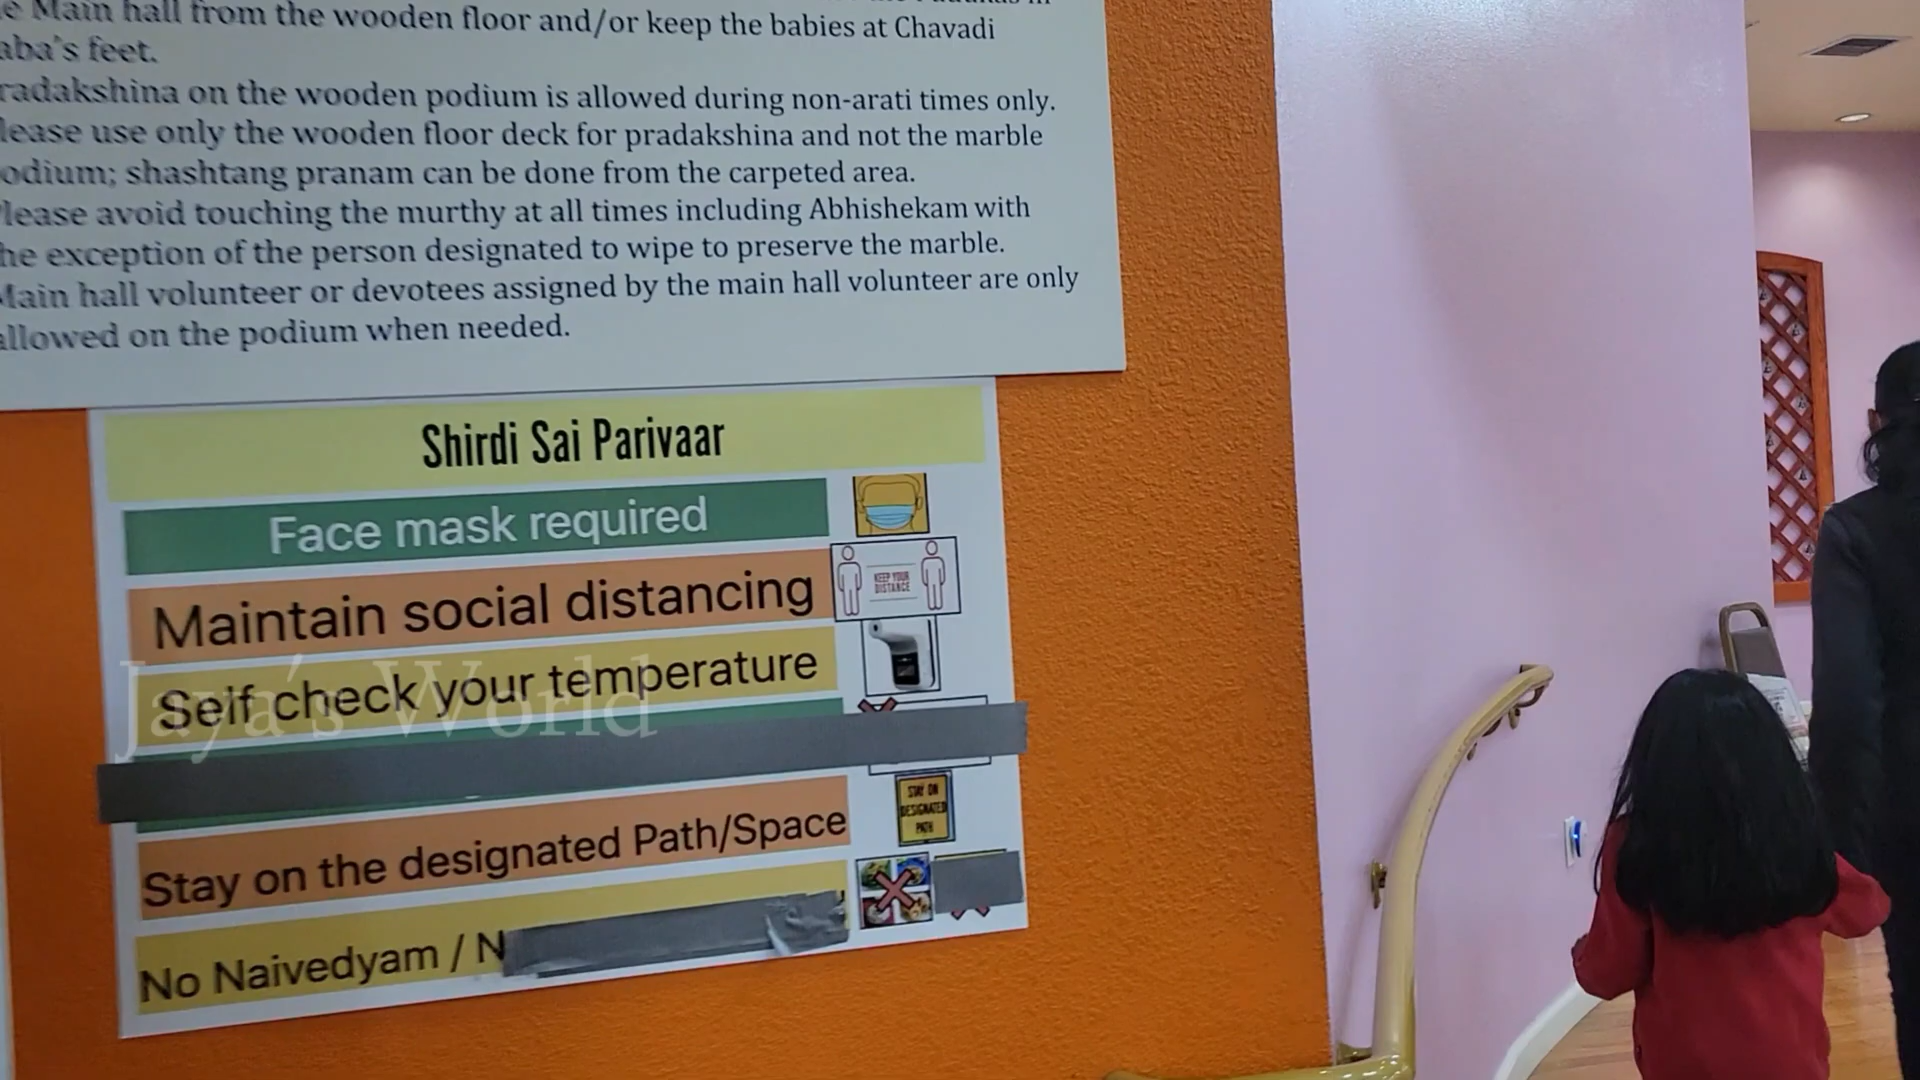 Main hall from the wooden floor and/or keep the babies at Chavadi
aba's feet.
radakshina on the wooden podium is allowed during non-arati times only.
lease use only the wooden floor deck for pradakshina and not the marble
odium; shashtang pranam can be done from the carpeted area.
lease avoid touching the murthy at all times including Abhishekam with
he exception of the person designated to wipe to preserve the marble.
Main hall volunteer or devotees assigned by the main hall volunteer are only
allowed on the podium when needed.
Shirdi Sai Parivaar
Face mask required
Maintain social distancing
KEEP YOUR
DISTANCE
Self check your temperature
Jaya's World
Stay on the designated Path/Space
STAY ON
DESIGNATED
PATH
No Naivedyam / N